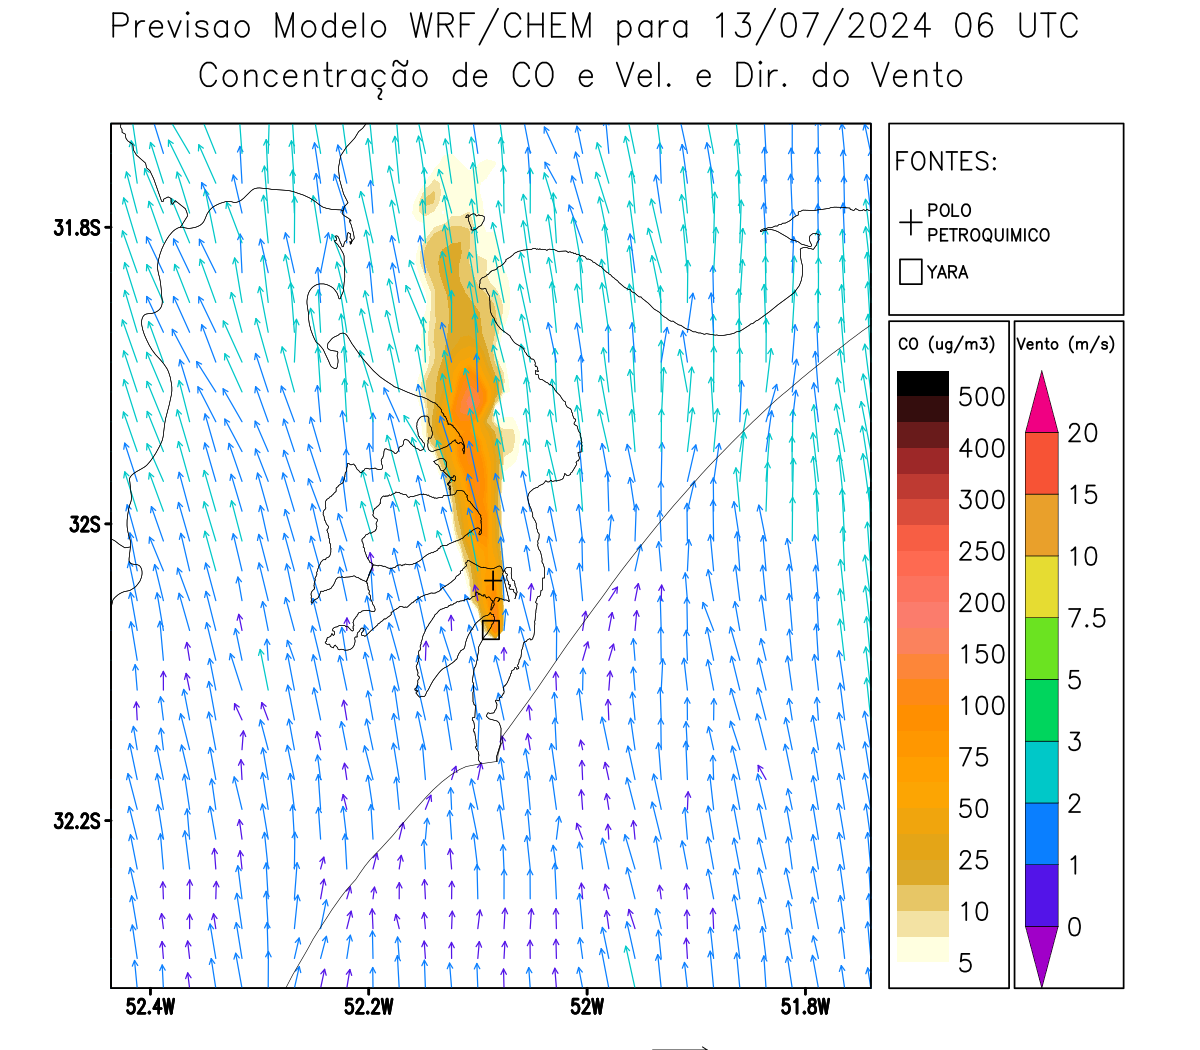 Previsao Modelo WRF/CHEM para 13/07/2024 06 UTC
Concentração de CO e Vel. e Dir. do Vento
FONTES:
POLO
PETROQUIMICO
YARA
CO (ug/m3)
500
400
300
250
200
150
100
75
50
25
10
5
Vento (m/s)
20
15
10
7.5
5
3
2
1
0
31.8S
32S
32.2S
52.4W
52.2W
52W
51.8W